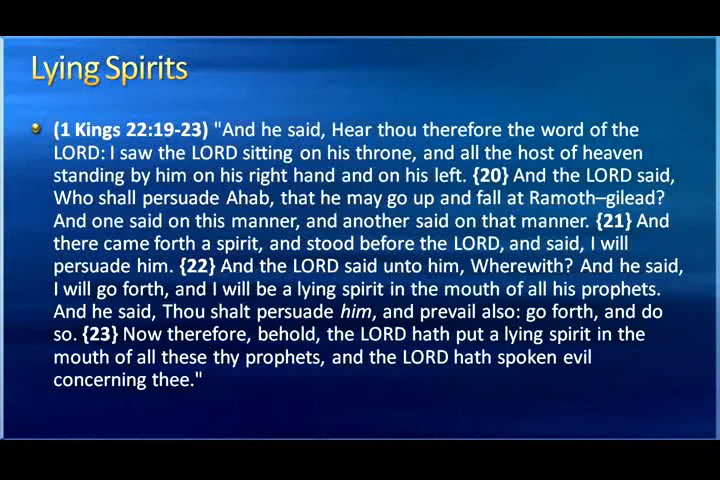 Lying Spirits
(1 Kings 22:19-23) "And he said, Hear thou therefore the word of the
LORD: I saw the LORD sitting on his throne, and all the host of heaven
standing by him on his right hand and on his left. {20} And the LORD said,
Who shall persuade Ahab, that he may go up and fall at Ramoth–gilead?
And one said on this manner, and another said on that manner. {21} And
there came forth a spirit, and stood before the LORD, and said, I will
persuade him. {22} And the LORD said unto him, Wherewith? And he said,
I will go forth, and I will be a lying spirit in the mouth of all his prophets.
And he said, Thou shalt persuade him, and prevail also: go forth, and do
so. {23} Now therefore, behold, the LORD hath put a lying spirit in the
mouth of all these thy prophets, and the LORD hath spoken evil
concerning thee."